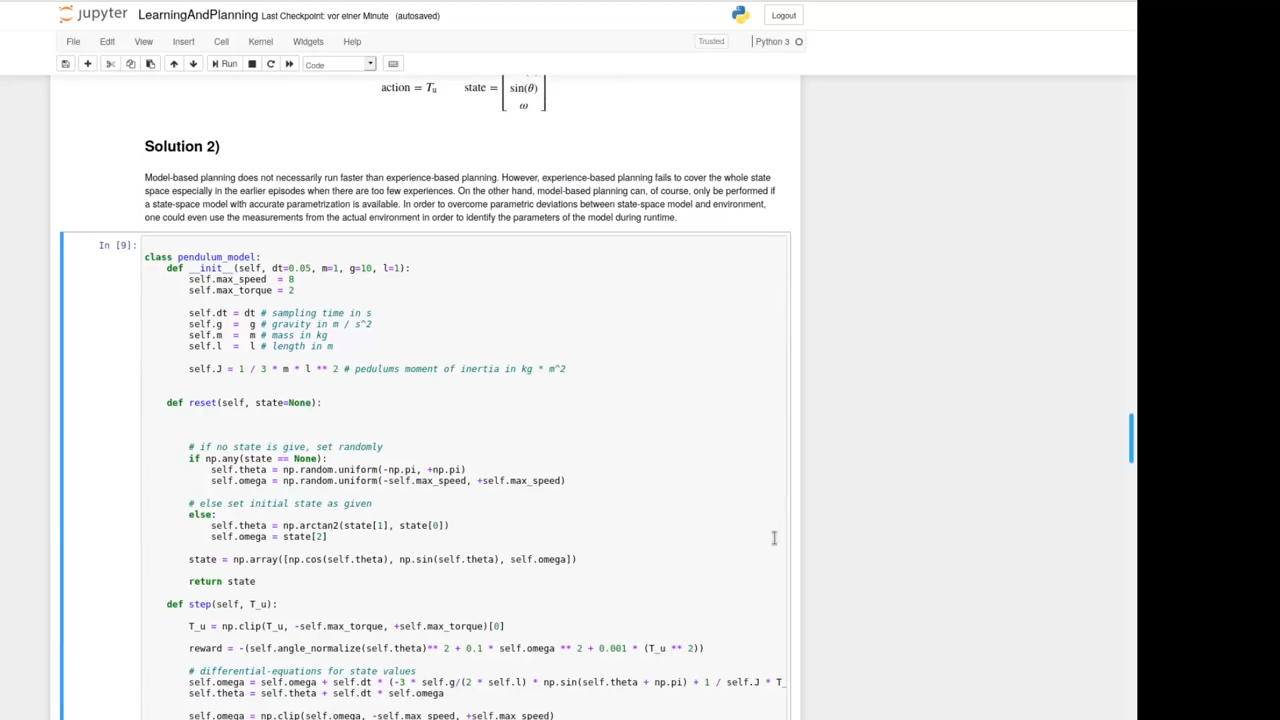 jupyter LearningAndPlanning Last Checkpoint: vor einer Minute (autosaved) Logout
File Edit View Insert Cell Kernel Widgets Help Trusted Python 3
Run Code
action = Tu state = sin(θ)
ω
Solution 2)
Model-based planning does not necessarily run faster than experience-based planning. However, experience-based planning fails to cover the whole state
space especially in the earlier episodes when there are too few experiences. On the other hand, model-based planning can, of course, only be performed if
a state-space model with accurate parametrization is available. In order to overcome parametric deviations between state-space model and environment,
one could even use the measurements from the actual environment in order to identify the parameters of the model during runtime.
In [9]:
class pendulum_model:
def __init__(self, dt=0.05, m=1, g=10, l=1):
self.max_speed = 8
self.max_torque = 2
self.dt = dt # sampling time in s
self.g = g # gravity in m / s^2
self.m = m # mass in kg
self.l = l # length in m
self.J = 1 / 3 * m * l ** 2 # pedulums moment of inertia in kg * m^2
def reset(self, state=None):
# if no state is give, set randomly
if np.any(state == None):
self.theta = np.random.uniform(-np.pi, +np.pi)
self.omega = np.random.uniform(-self.max_speed, +self.max_speed)
# else set initial state as given
else:
self.theta = np.arctan2(state[1], state[0])
self.omega = state[2]
state = np.array([np.cos(self.theta), np.sin(self.theta), self.omega])
return state
def step(self, T_u):
T_u = np.clip(T_u, -self.max_torque, +self.max_torque)[0]
reward = -(self.angle_normalize(self.theta)** 2 + 0.1 * self.omega ** 2 + 0.001 * (T_u ** 2))
# differential-equations for state values
self.omega = self.omega + self.dt * (-3 * self.g/(2 * self.l) * np.sin(self.theta + np.pi) + 1 / self.J * T_
self.theta = self.theta + self.dt * self.omega
self.omega = np.clip(self.omega, -self.max_speed, +self.max_speed)